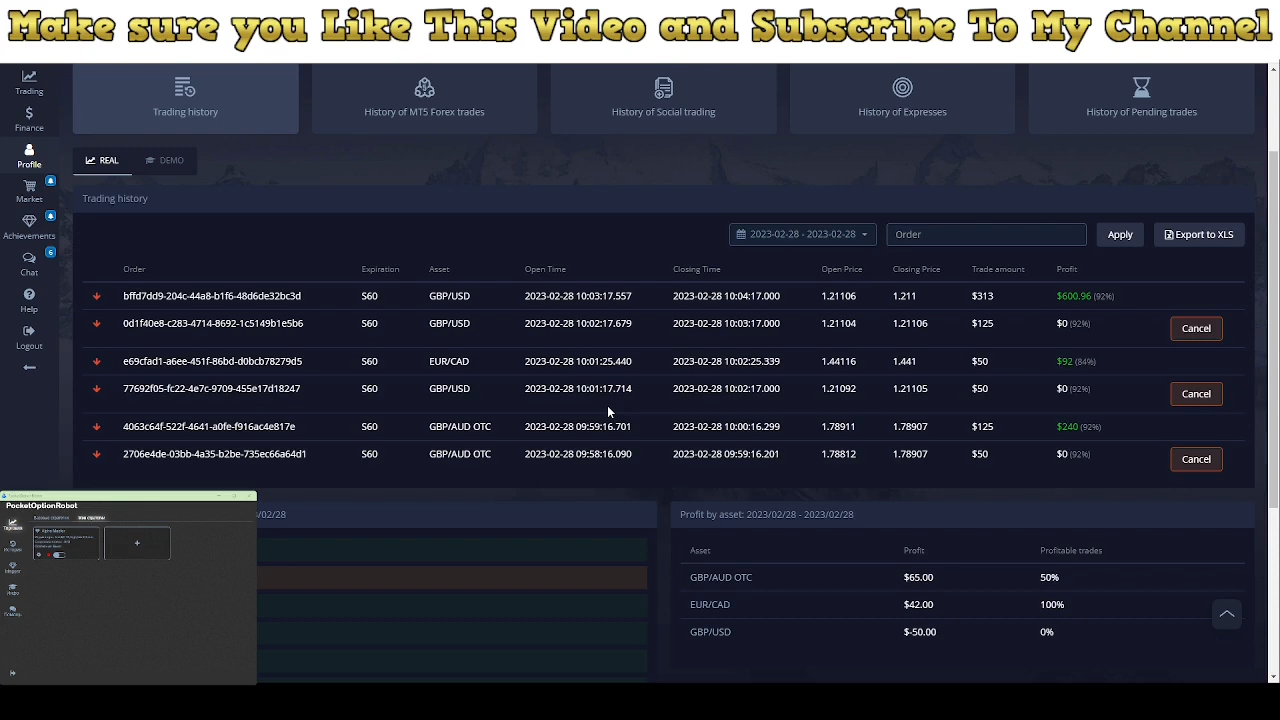 Make sure you Like This Video and Subscribe To My Channel
Trading
Finance
Profile
Market
Achievements
6
Chat
Help
Logout
Trading history
History of MT5 Forex trades
History of Social trading
History of Expresses
History of Pending trades
REAL
DEMO
Trading history
2023-02-28 - 2023-02-28
Order
Apply
Export to XLS
Order Expiration Asset Open Time Closing Time Open Price Closing Price Trade amount Profit
bffd7dd9-204c-44a8-b1f6-48d6de32bc3d S60 GBP/USD 2023-02-28 10:03:17.557 2023-02-28 10:04:17.000 1.21106 1.211 $313 $600.96 (92%)
0d1f40e8-c283-4714-8692-1c5149b1e5b6 S60 GBP/USD 2023-02-28 10:02:17.679 2023-02-28 10:03:17.000 1.21104 1.21106 $125 $0 (92%) Cancel
e69cfad1-a6ee-451f-86bd-d0bcb78279d5 S60 EUR/CAD 2023-02-28 10:01:25.440 2023-02-28 10:02:25.339 1.44116 1.441 $50 $92 (84%)
77692f05-fc22-4e7c-9709-455e17d18247 S60 GBP/USD 2023-02-28 10:01:17.714 2023-02-28 10:02:17.000 1.21092 1.21105 $50 $0 (92%) Cancel
4063c64f-522f-4641-a0fe-f916ac4e817e S60 GBP/AUD OTC 2023-02-28 09:59:16.701 2023-02-28 10:00:16.299 1.78911 1.78907 $125 $240 (92%)
2706e4de-03bb-4a35-b2be-735ec66a64d1 S60 GBP/AUD OTC 2023-02-28 09:58:16.090 2023-02-28 09:59:16.201 1.78812 1.78907 $50 $0 (92%) Cancel
PocketOptionRobot
+
/02/28
Profit by asset: 2023/02/28 - 2023/02/28
Asset Profit Profitable trades
GBP/AUD OTC $65.00 50%
EUR/CAD $42.00 100%
GBP/USD $-50.00 0%